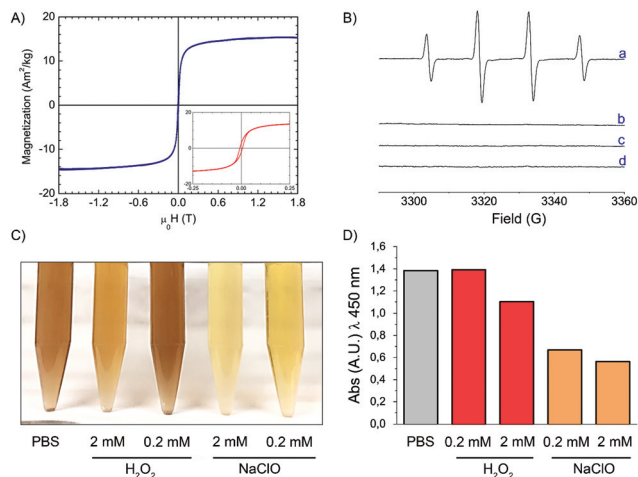 A)
Magnetization (Am²/kg)
20
10
0
-10
-20
-1.8
-1.2
-0.6
0.0
0.6
1.2
1.8
μ₀H (T)
20
0
-20
-0.25
0.00
0.25
B)
a
b
c
d
3300
3320
3340
3360
Field (G)
C)
PBS
2 mM
0.2 mM
2 mM
0.2 mM
H₂O₂
NaClO
D)
Abs (A.U.) λ 450 nm
1,6
1,4
1,2
1,0
0,8
0,6
0,4
0,2
0,0
PBS
0.2 mM
2 mM
0.2 mM
2 mM
H₂O₂
NaClO